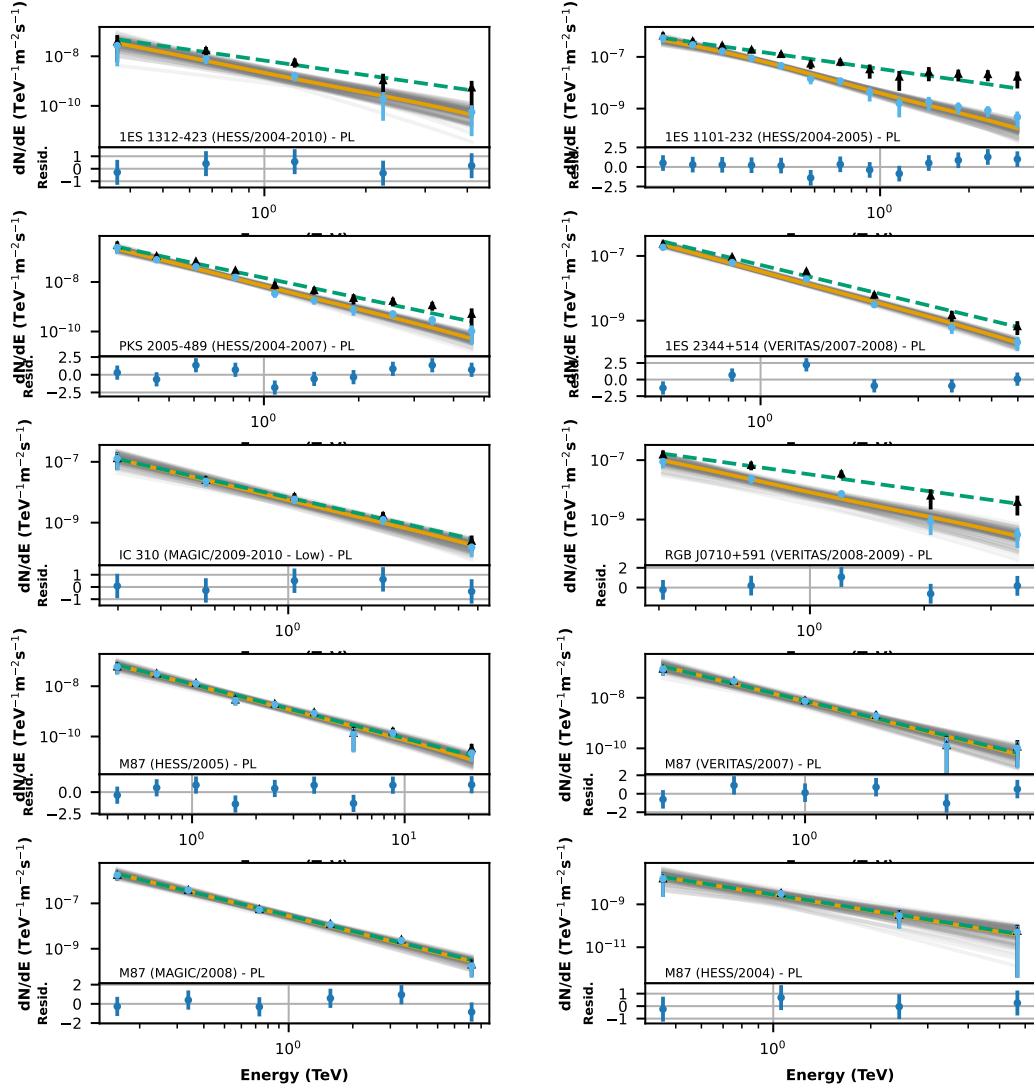 dN/dE (TeV⁻¹m⁻²s⁻¹)
10⁻⁸
10⁻¹⁰
1ES 1312-423 (HESS/2004-2010) - PL
Resid.
1
0
−1
10⁰
dN/dE (TeV⁻¹m⁻²s⁻¹)
10⁻⁷
10⁻⁹
1ES 1101-232 (HESS/2004-2005) - PL
Resid.
2.5
0.0
−2.5
10⁰
dN/dE (TeV⁻¹m⁻²s⁻¹)
10⁻⁸
10⁻¹⁰
PKS 2005-489 (HESS/2004-2007) - PL
Resid.
2.5
0.0
−2.5
10⁰
dN/dE (TeV⁻¹m⁻²s⁻¹)
10⁻⁷
10⁻⁹
1ES 2344+514 (VERITAS/2007-2008) - PL
Resid.
2.5
0.0
−2.5
10⁰
dN/dE (TeV⁻¹m⁻²s⁻¹)
10⁻⁷
10⁻⁹
IC 310 (MAGIC/2009-2010 - Low) - PL
Resid.
1
0
−1
10⁰
dN/dE (TeV⁻¹m⁻²s⁻¹)
10⁻⁷
10⁻⁹
RGB J0710+591 (VERITAS/2008-2009) - PL
Resid.
2
0
10⁰
dN/dE (TeV⁻¹m⁻²s⁻¹)
10⁻⁸
10⁻¹⁰
M87 (HESS/2005) - PL
Resid.
0.0
−2.5
10⁰
10¹
dN/dE (TeV⁻¹m⁻²s⁻¹)
10⁻⁸
10⁻¹⁰
M87 (VERITAS/2007) - PL
Resid.
2
0
−2
10⁰
dN/dE (TeV⁻¹m⁻²s⁻¹)
10⁻⁷
10⁻⁹
M87 (MAGIC/2008) - PL
Resid.
2
0
−2
10⁰
Energy (TeV)
dN/dE (TeV⁻¹m⁻²s⁻¹)
10⁻⁹
10⁻¹¹
M87 (HESS/2004) - PL
Resid.
1
0
−1
10⁰
Energy (TeV)